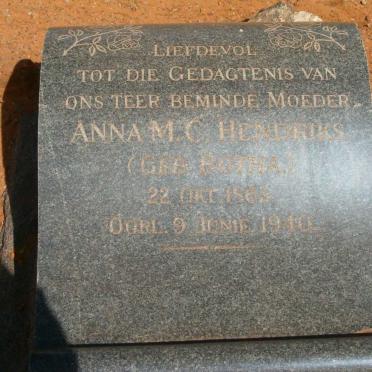 LIEFDEVOL
TOT DIE GEDAGTENIS VAN
ONS TEER BEMINDE MOEDER
ANNA M. C. HENDRIKS
(GEB BOTHA)
22 OKT. 1865
OORL. 9 JUNIE 1940